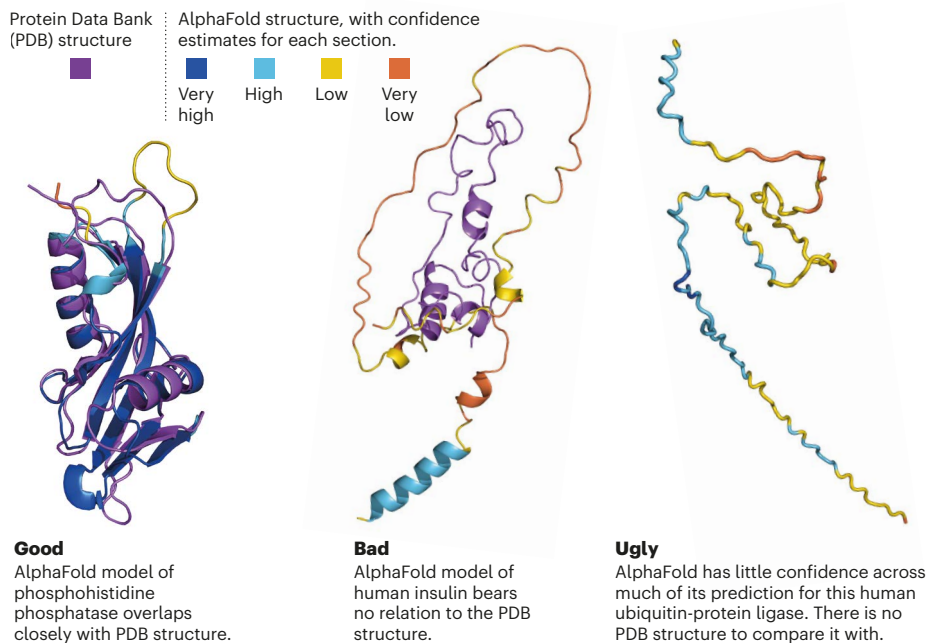 Protein Data Bank
(PDB) structure
AlphaFold structure, with confidence
estimates for each section.
Very
high
High
Low
Very
low
Good
AlphaFold model of
phosphohistidine
phosphatase overlaps
closely with PDB structure.
Bad
AlphaFold model of
human insulin bears
no relation to the PDB
structure.
Ugly
AlphaFold has little confidence across
much of its prediction for this human
ubiquitin-protein ligase. There is no
PDB structure to compare it with.